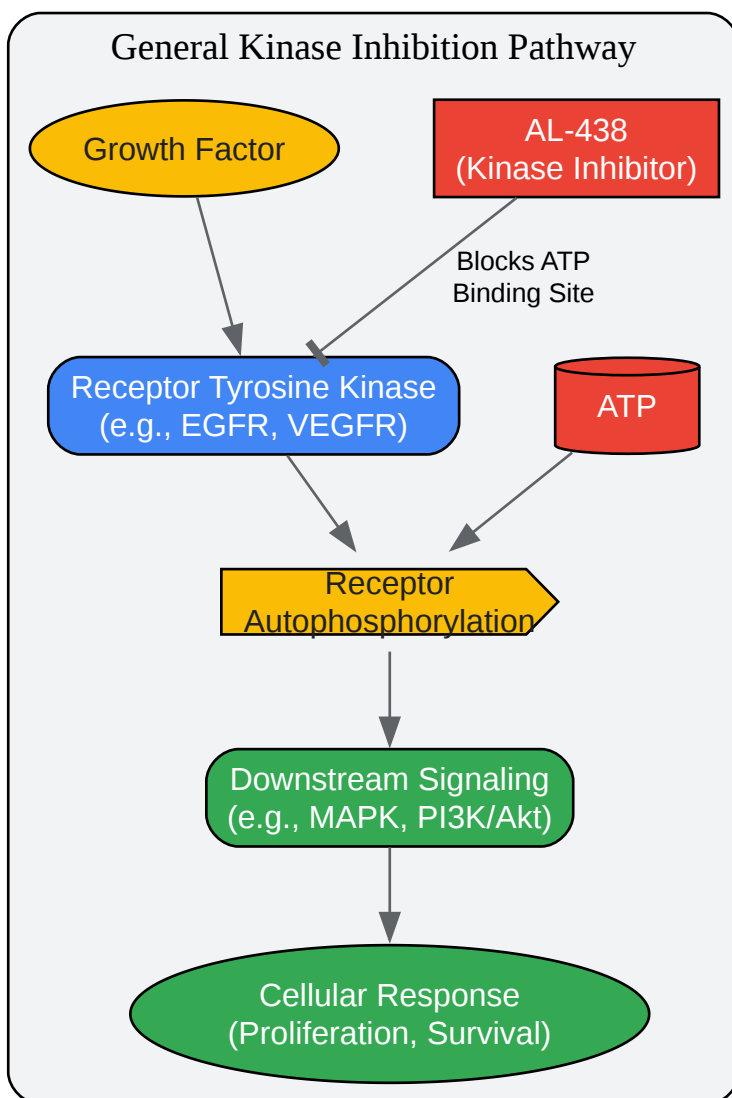 General Kinase Inhibition Pathway
Growth Factor
AL-438
(Kinase Inhibitor)
Blocks ATP
Binding Site
Receptor Tyrosine Kinase
(e.g., EGFR, VEGFR)
ATP
Receptor
Autophosphorylation
Downstream Signaling
(e.g., MAPK, PI3K/Akt)
Cellular Response
(Proliferation, Survival)